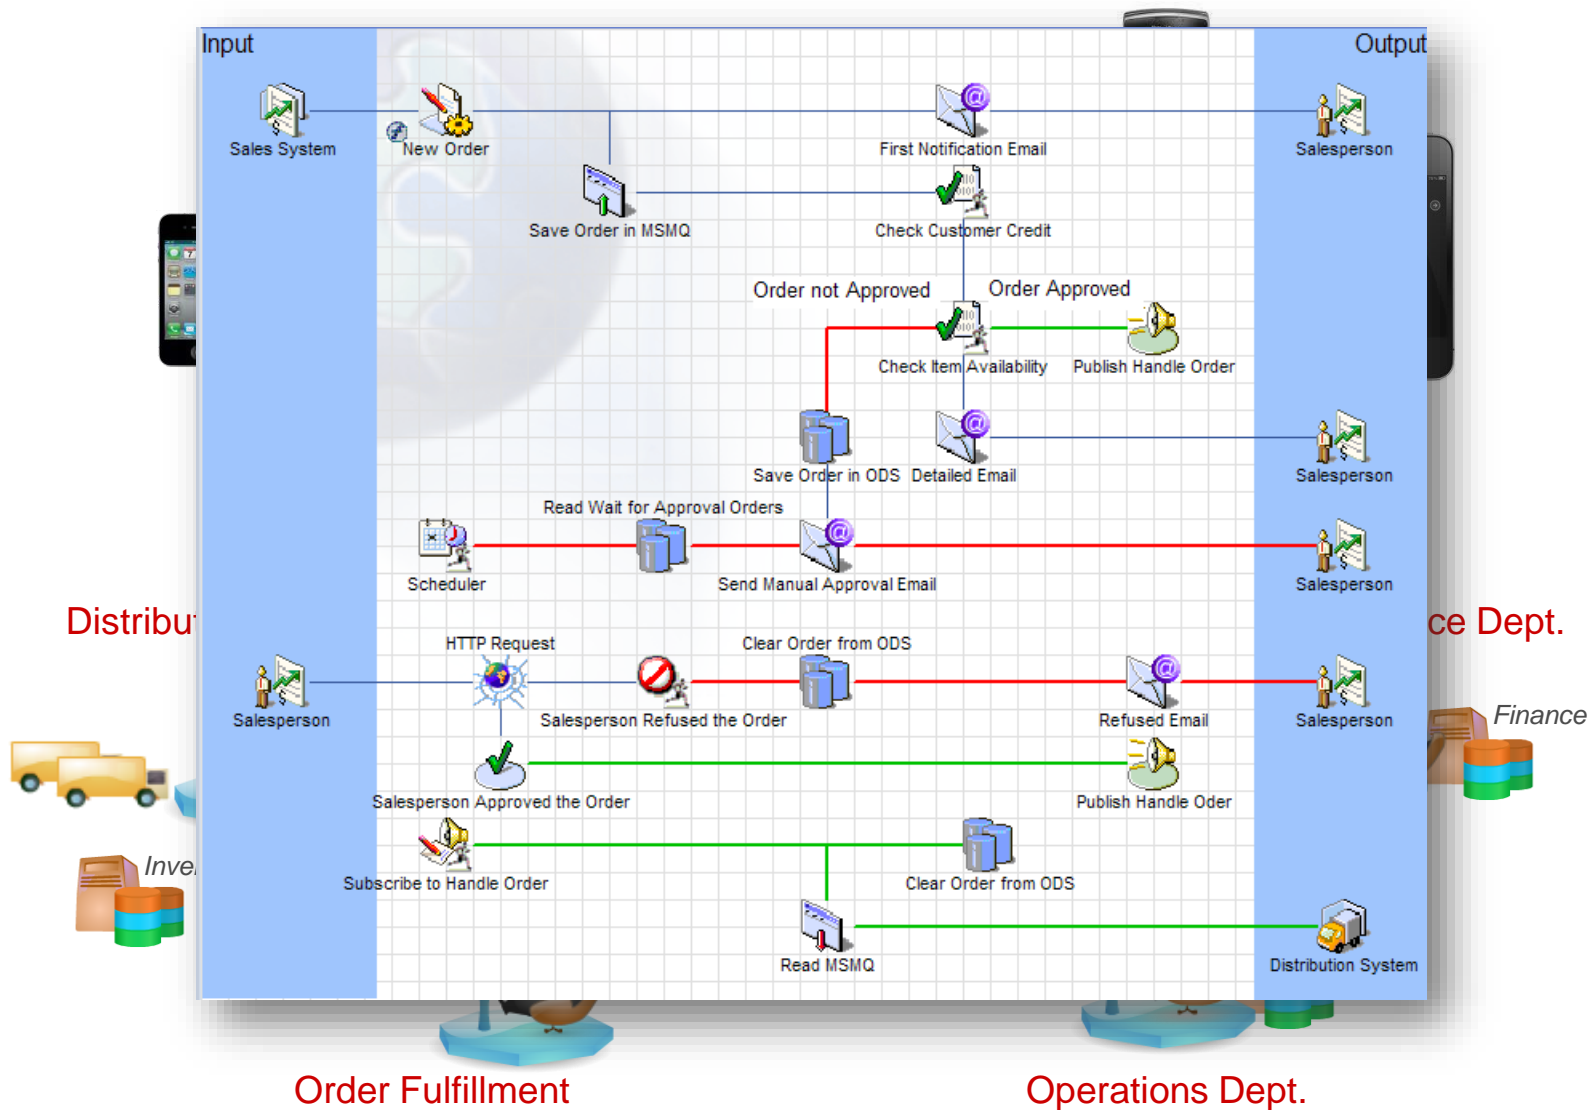 Input
Output
Sales System
New Order
First Notification Email
Salesperson
Save Order in MSMQ
Check Customer Credit
Order not Approved
Order Approved
Check Item Availability
Publish Handle Order
Save Order in ODS
Detailed Email
Salesperson
Read Wait for Approval Orders
Scheduler
Send Manual Approval Email
Salesperson
Distribut
ce Dept.
HTTP Request
Clear Order from ODS
Salesperson
Salesperson Refused the Order
Refused Email
Salesperson
Finance
Salesperson Approved the Order
Publish Handle Oder
Inve
Subscribe to Handle Order
Clear Order from ODS
Read MSMQ
Distribution System
Order Fulfillment
Operations Dept.